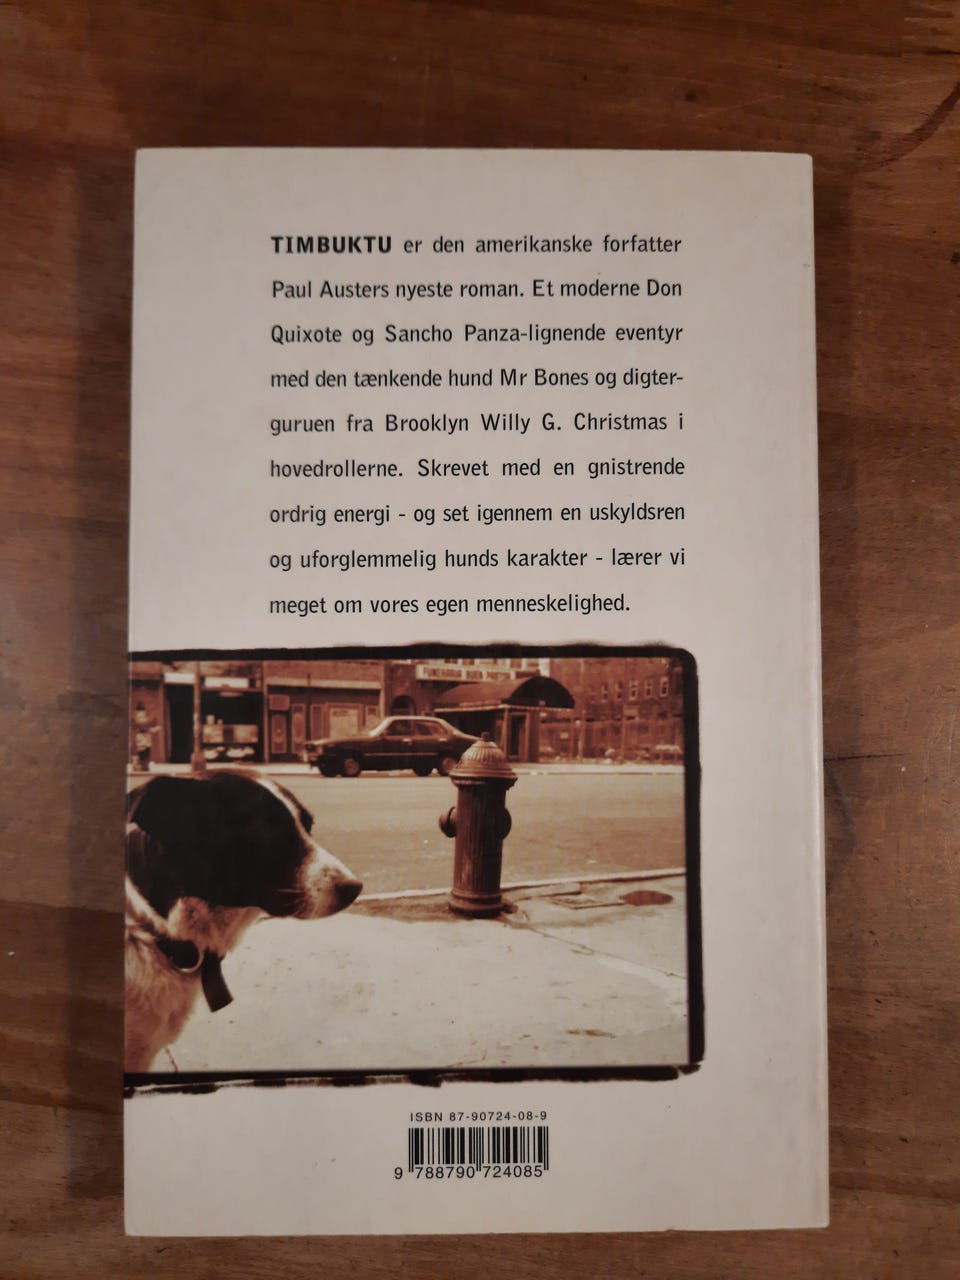 TIMBUKTU er den amerikanske forfatter
Paul Austers nyeste roman. Et moderne Don
Quixote og Sancho Panza-lignende eventyr
med den tænkende hund Mr Bones og digter-
guruen fra Brooklyn Willy G. Christmas i
hovedrollerne. Skrevet med en gnistrende
ordrig energi - og set igennem en uskyldsren
og uforglemmelig hunds karakter - lærer vi
meget om vores egen menneskelighed.
FUNERARIA BUEN PASTOR
ISBN 87-90724-08-9
9 788790 724085